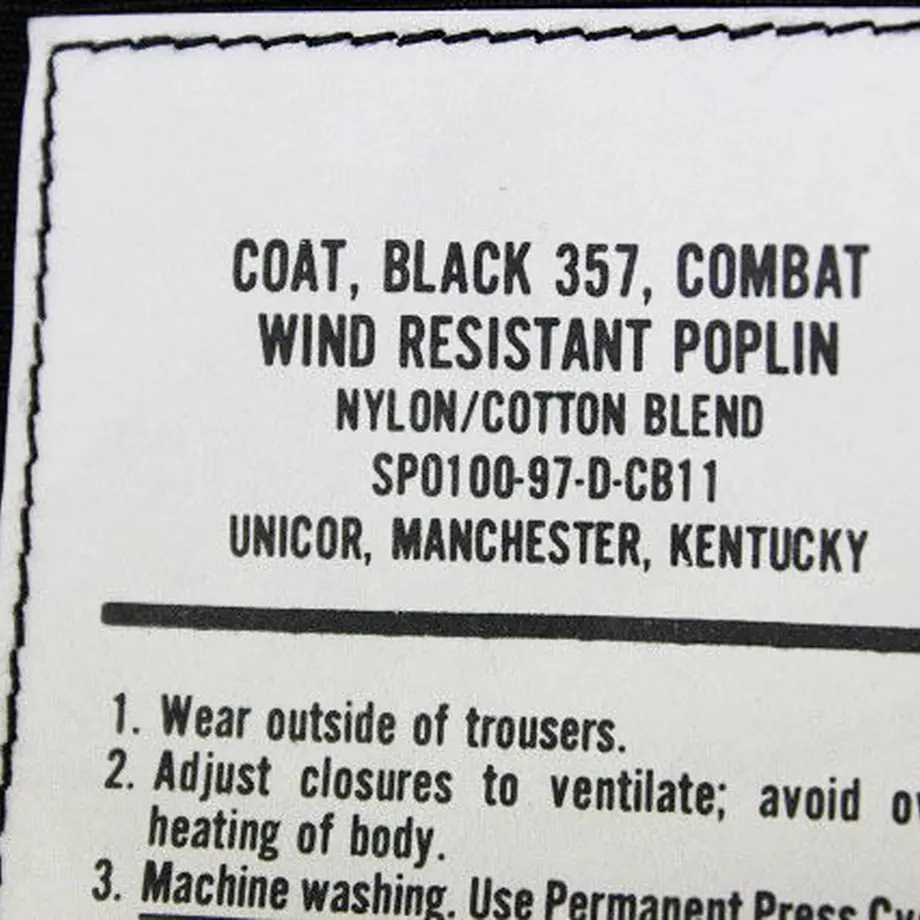 COAT, BLACK 357, COMBAT
WIND RESISTANT POPLIN
NYLON/COTTON BLEND
SPO100-97-D-CB11
UNICOR, MANCHESTER, KENTUCKY
1. Wear outside of trousers.
2. Adjust closures to ventilate; avoid
heating of body.
3. Machine washing. Use Permanent Press